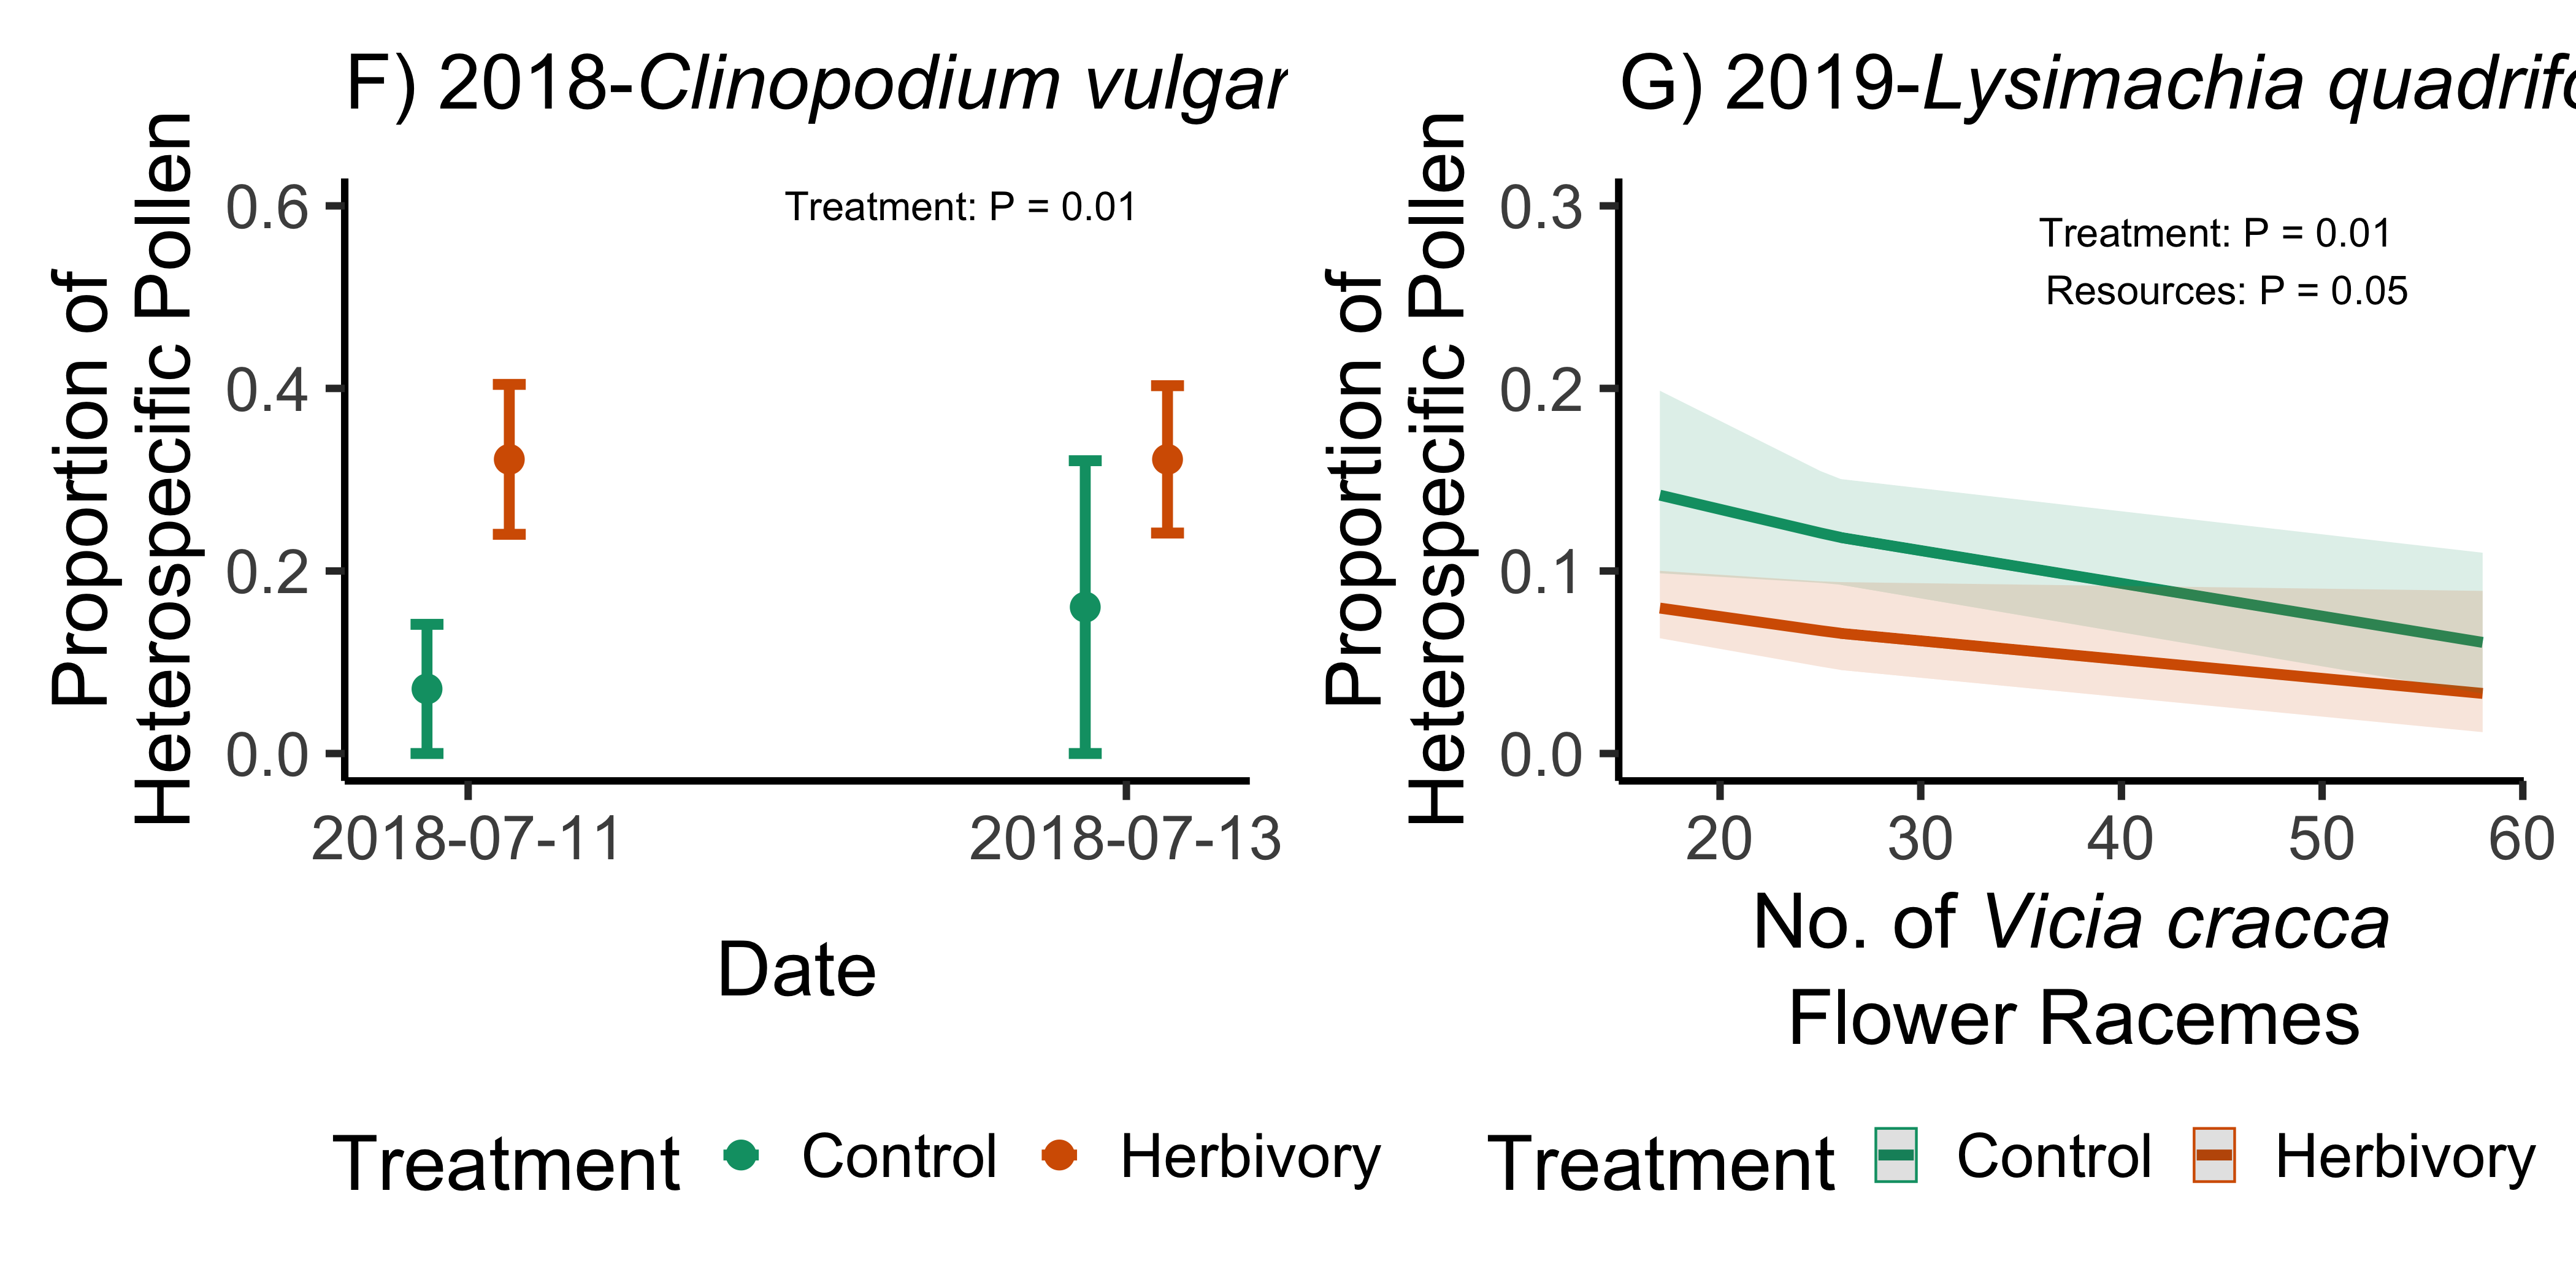 F) 2018-Clinopodium vulgar
Proportion of
Heterospecific Pollen
0.6
0.4
0.2
0.0
Treatment: P = 0.01
2018-07-11
2018-07-13
Date
Treatment
Control
Herbivory
G) 2019-Lysimachia quadrifo
Proportion of
Heterospecific Pollen
0.3
0.2
0.1
0.0
Treatment: P = 0.01
Resources: P = 0.05
20
30
40
50
60
No. of Vicia cracca
Flower Racemes
Treatment
Control
Herbivory